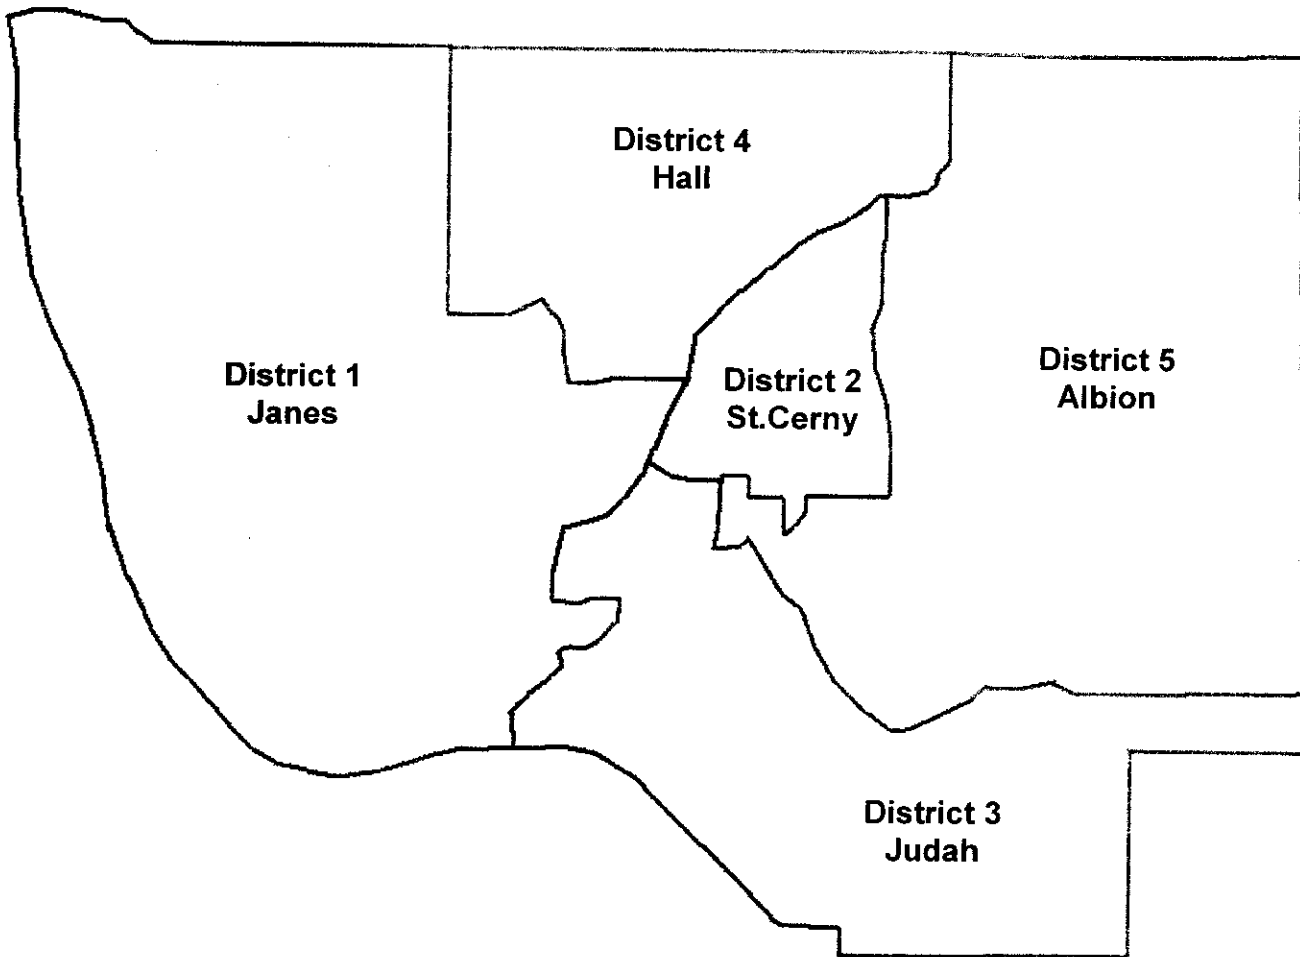 District 4
Hall
District 1
Janes
District 2
St.Cerny
District 5
Albion
District 3
Judah